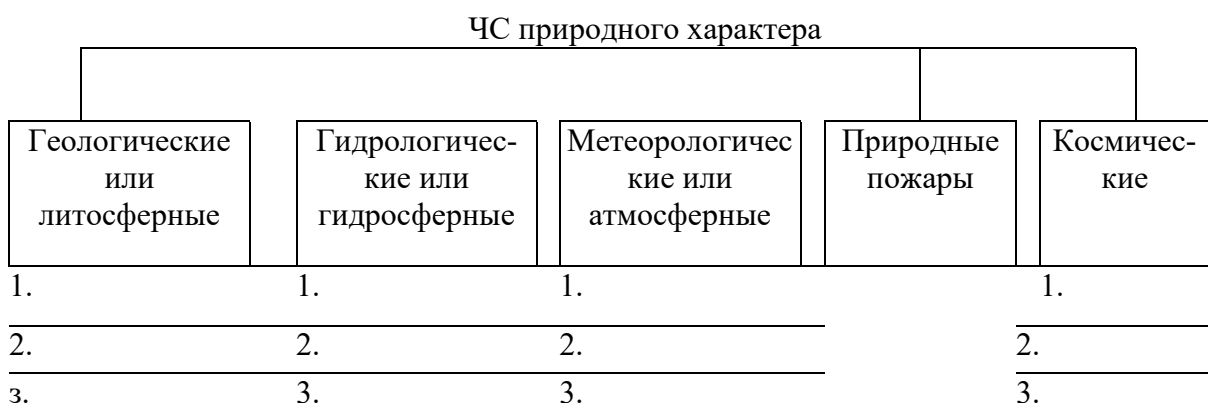 ЧС природного характера
Геологические
или
литосферные
Гидрологичес-
кие или
гидросферные
Метеорологичес
кие или
атмосферные
Природные
пожары
Космичес-
кие
1. 1. 1. 1.
2. 2. 2. 2.
з. 3. 3. 3.